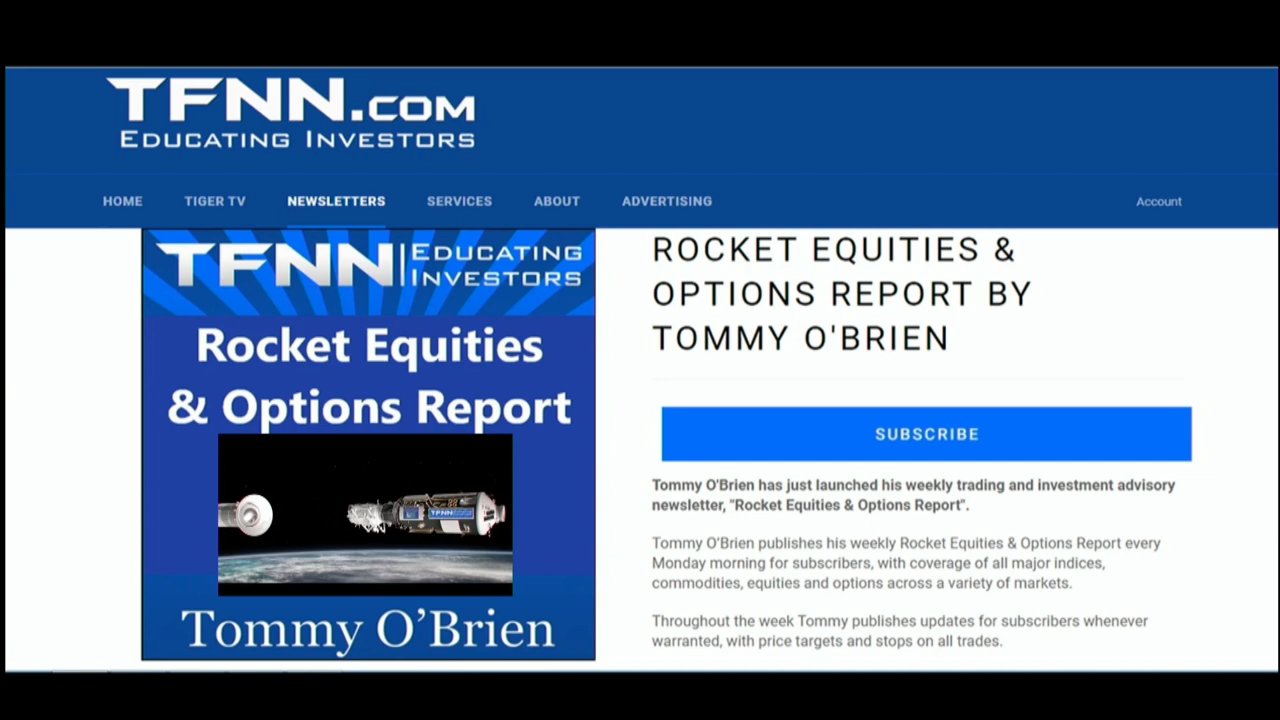 TFNN.COM
EDUCATING INVESTORS
HOME TIGER TV NEWSLETTERS SERVICES ABOUT ADVERTISING Account
TFNN EDUCATING
INVESTORS
Rocket Equities
& Options Report
TFNN
Tommy O’Brien
ROCKET EQUITIES &
OPTIONS REPORT BY
TOMMY O'BRIEN
SUBSCRIBE
Tommy O'Brien has just launched his weekly trading and investment advisory
newsletter, "Rocket Equities & Options Report".
Tommy O'Brien publishes his weekly Rocket Equities & Options Report every
Monday morning for subscribers, with coverage of all major indices,
commodities, equities and options across a variety of markets.
Throughout the week Tommy publishes updates for subscribers whenever
warranted, with price targets and stops on all trades.